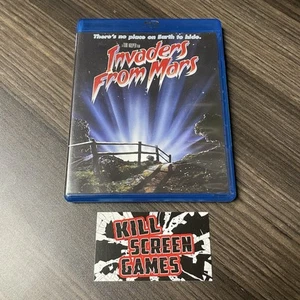 There's no place on Earth to hide.
Invaders
From Mars
KILL
SCREEN
GAMES